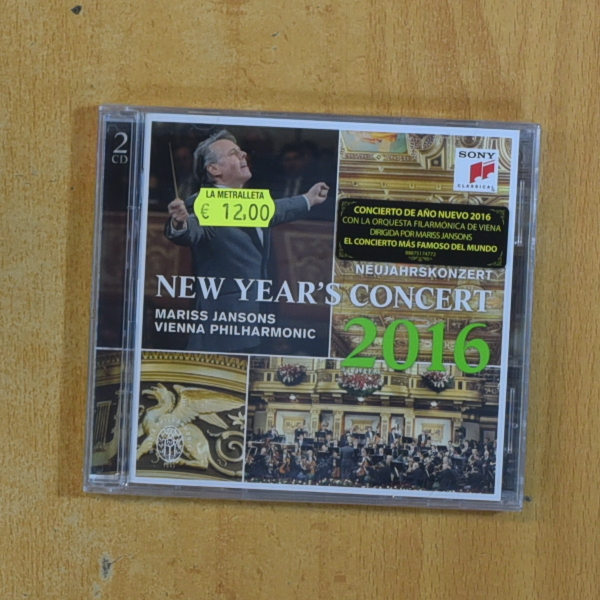 2
CD
LA METRALLETA
€ 12,00
SONY
CLASSICAL
CONCIERTO DE AÑO NUEVO 2016
CON LA ORQUESTA FILARMÓNICA DE VIENA
DIRIGIDA POR MARISS JANSONS
EL CONCIERTO MÁS FAMOSO DEL MUNDO
88875174772
NEUJAHRSKONZERT
NEW YEAR'S CONCERT
MARISS JANSONS
VIENNA PHILHARMONIC
2016